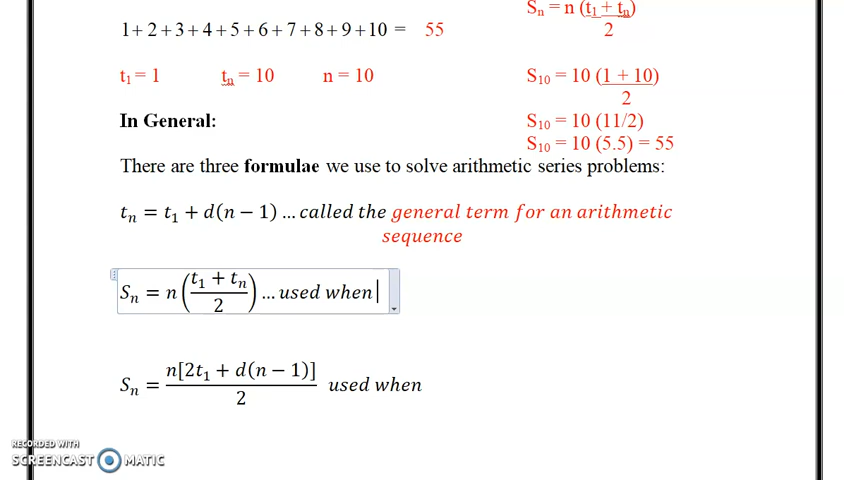 Sₙ = n (t₁ + tₙ)
2
1+2+3+4+5+6+7+8+9+10 = 55
t₁ = 1 tₙ = 10 n = 10 S₁₀ = 10 (1 + 10)
2
In General: S₁₀ = 10 (11/2)
S₁₀ = 10 (5.5) = 55
There are three formulae we use to solve arithmetic series problems:
tₙ = t₁ + d(n − 1) … called the general term for an arithmetic
sequence
Sₙ = n((t₁ + tₙ)/2) … used when
Sₙ = n[2t₁ + d(n − 1)]/2 used when
RECORDED WITH
SCREENCAST MATIC